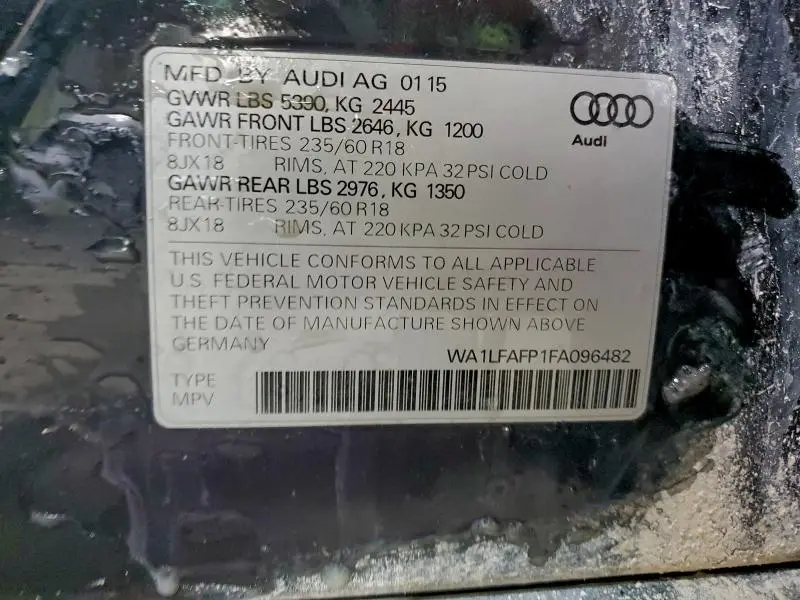 MFD BY AUDI AG 01 15
GVWR LBS 5390, KG 2445
GAWR FRONT LBS 2646, KG 1200
FRONT-TIRES 235/60 R18
8JX18 RIMS, AT 220 KPA 32 PSI COLD
GAWR REAR LBS 2976, KG 1350
REAR-TIRES 235/60 R18
8JX18 RIMS, AT 220 KPA 32 PSI COLD
Audi
THIS VEHICLE CONFORMS TO ALL APPLICABLE
U.S. FEDERAL MOTOR VEHICLE SAFETY AND
THEFT PREVENTION STANDARDS IN EFFECT ON
THE DATE OF MANUFACTURE SHOWN ABOVE
GERMANY
WA1LFAFP1FA096482
TYPE
MPV